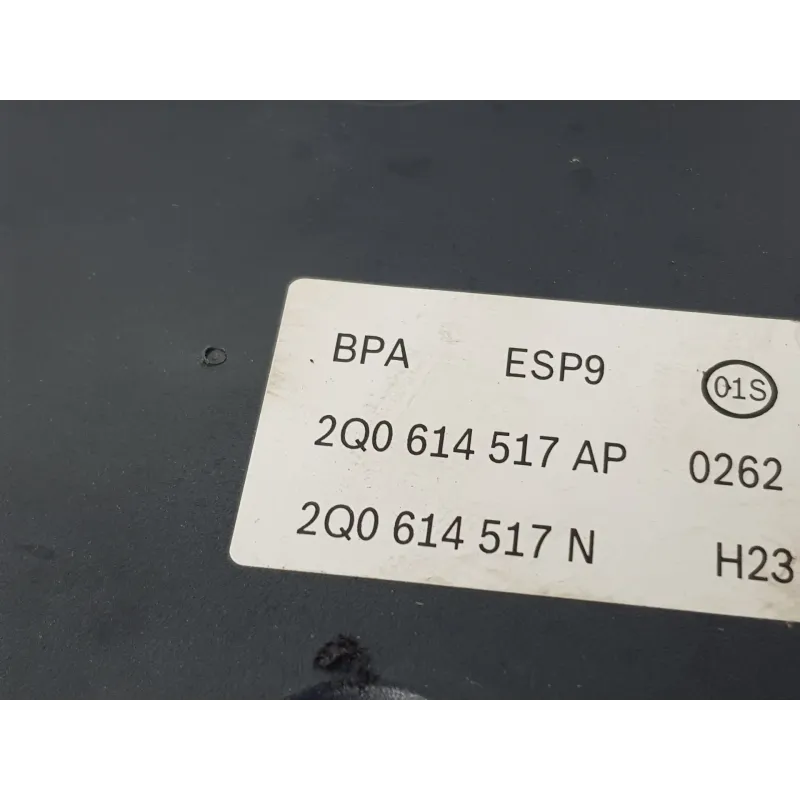 BPA ESP9 01S
2Q0 614 517 AP 0262
2Q0 614 517 N H23